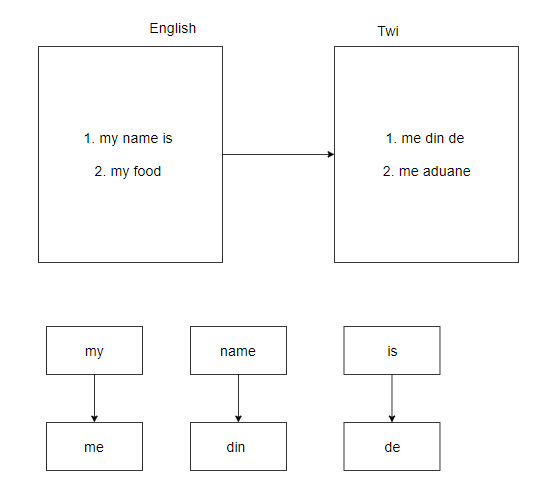 English
Twi
1. my name is
2. my food
1. me din de
2. me aduane
my
name
is
me
din
de